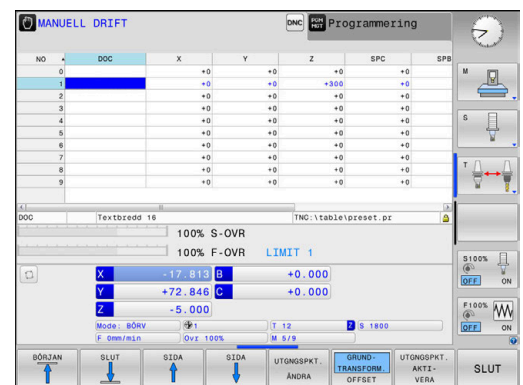 MANUELL DRIFT
DNC
PGM MGT
Programmering
NO DOC X Y Z SPC SPB
0 +0 +0 +0 +0
1 +0 +0 +300 +0
2 +0 +0 +0 +0
3 +0 +0 +0 +0
4 +0 +0 +0 +0
5 +0 +0 +0 +0
6 +0 +0 +0 +0
7 +0 +0 +0 +0
8 +0 +0 +0 +0
9 +0 +0 +0 +0
DOC Textbredd 16 TNC:\table\preset.pr
100% S-OVR
100% F-OVR LIMIT 1
X -17.813 B +0.000
Y +72.846 C +0.000
Z -5.000
Mode: BÖRV 1 T 12 Z S 1800
F 0mm/min Ovr 100% M 5/9
M
S
T
S100%
OFF ON
F100%
OFF ON
BÖRJAN
SLUT
SIDA
SIDA
UTGNGSPKT.
ÄNDRA
GRUND-
TRANSFORM.
OFFSET
UTGNGSPKT.
AKTI-
VERA
SLUT